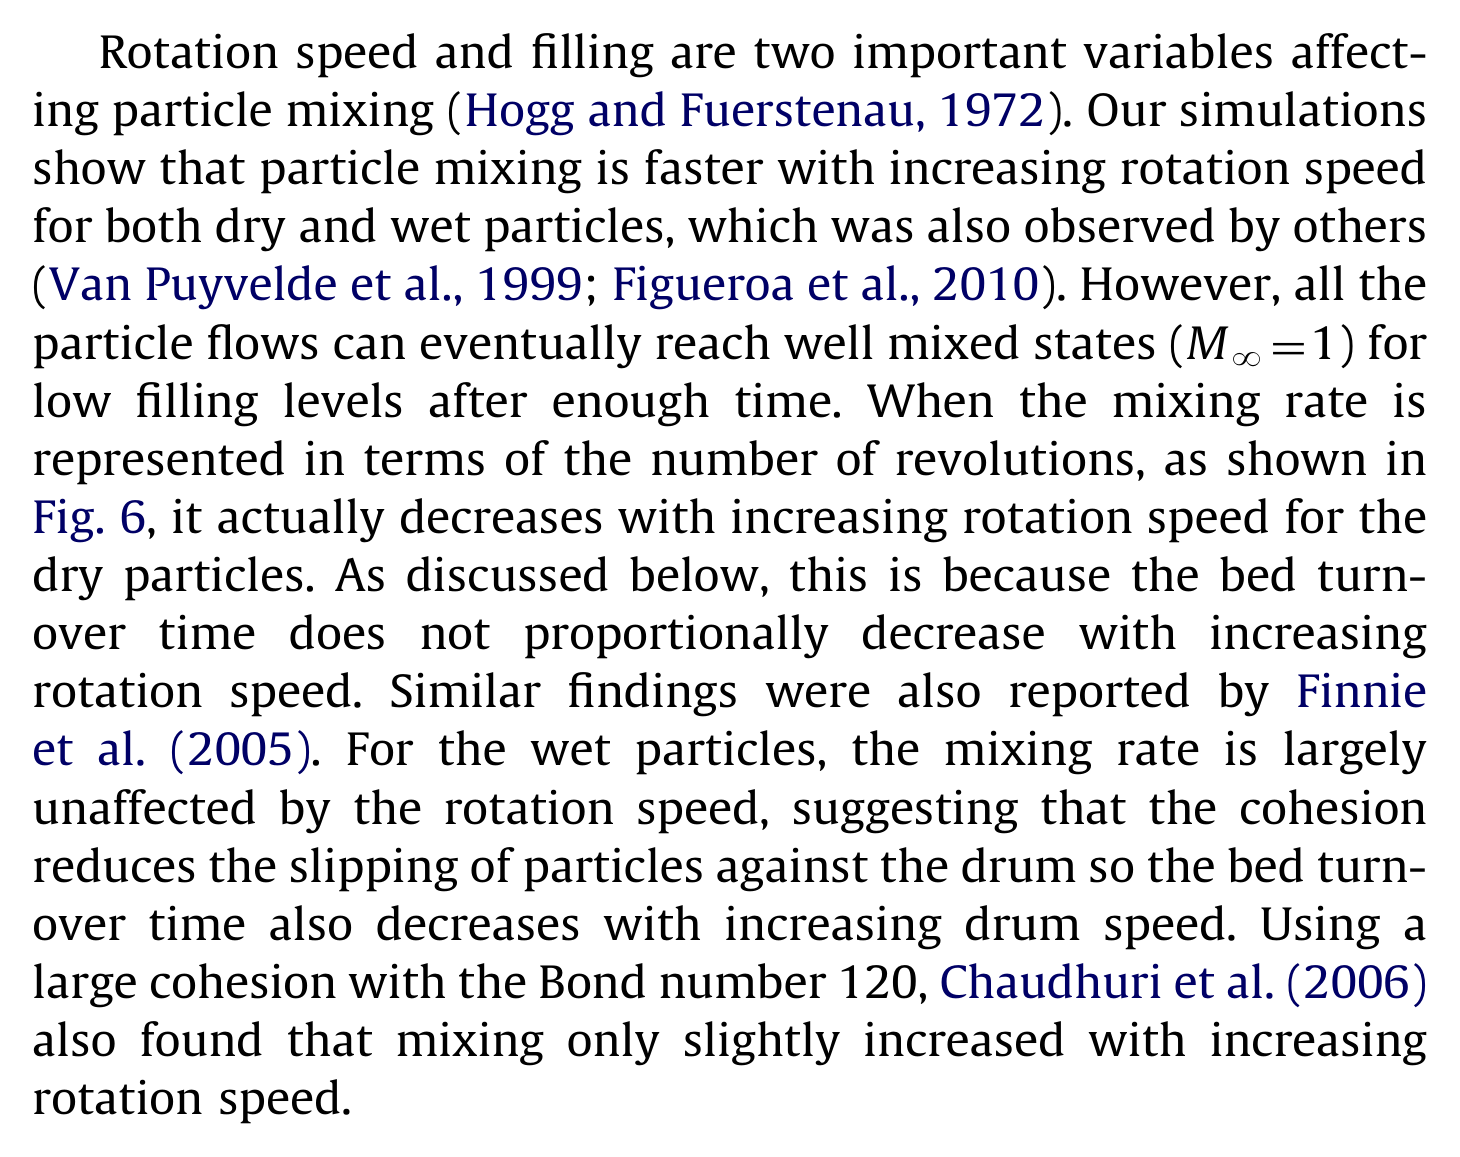 Rotation speed and filling are two important variables affect-
ing particle mixing (Hogg and Fuerstenau, 1972). Our simulations
show that particle mixing is faster with increasing rotation speed
for both dry and wet particles, which was also observed by others
(Van Puyvelde et al., 1999; Figueroa et al., 2010). However, all the
particle flows can eventually reach well mixed states (M∞ = 1) for
low filling levels after enough time. When the mixing rate is
represented in terms of the number of revolutions, as shown in
Fig. 6, it actually decreases with increasing rotation speed for the
dry particles. As discussed below, this is because the bed turn-
over time does not proportionally decrease with increasing
rotation speed. Similar findings were also reported by Finnie
et al. (2005). For the wet particles, the mixing rate is largely
unaffected by the rotation speed, suggesting that the cohesion
reduces the slipping of particles against the drum so the bed turn-
over time also decreases with increasing drum speed. Using a
large cohesion with the Bond number 120, Chaudhuri et al. (2006)
also found that mixing only slightly increased with increasing
rotation speed.